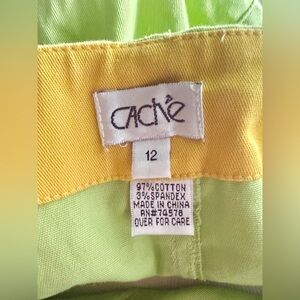 CAChé
12
97%COTTON
3%SPANDEX
MADE IN CHINA
RN#74578
OVER FOR CARE